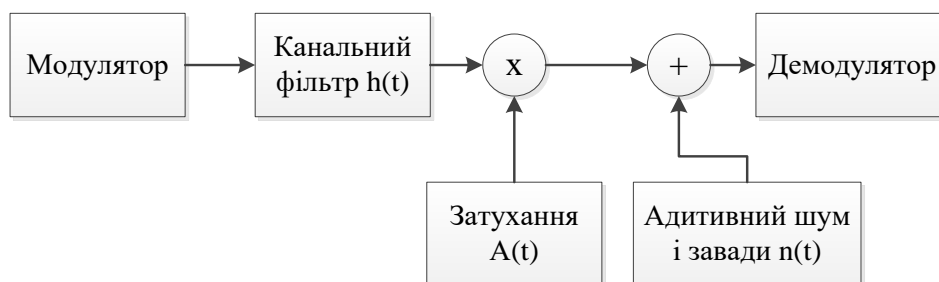 Модулятор
Канальний
фільтр h(t)
x
+
Демодулятор
Затухання
A(t)
Адитивний шум
і завади n(t)